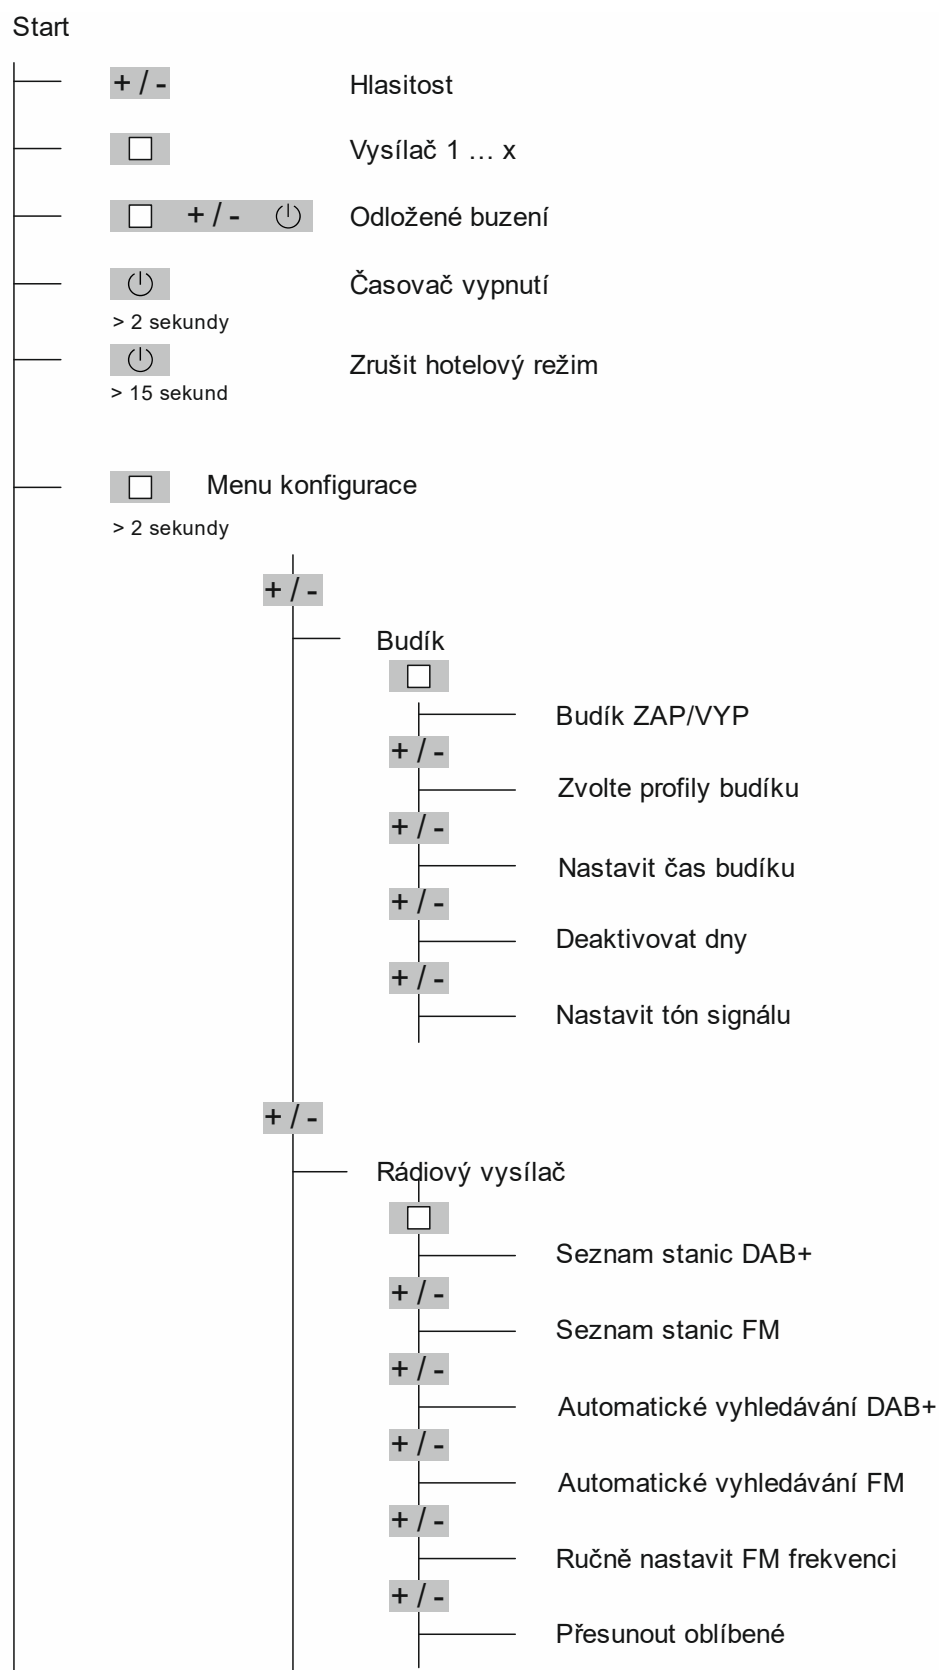 Start
+ / - Hlasitost
Vysílač 1 … x
+ / - Odložené buzení
Časovač vypnutí
> 2 sekundy
Zrušit hotelový režim
> 15 sekund
Menu konfigurace
> 2 sekundy
+ / -
Budík
Budík ZAP/VYP
+ / -
Zvolte profily budíku
+ / -
Nastavit čas budíku
+ / -
Deaktivovat dny
+ / -
Nastavit tón signálu
+ / -
Rádiový vysílač
Seznam stanic DAB+
+ / -
Seznam stanic FM
+ / -
Automatické vyhledávání DAB+
+ / -
Automatické vyhledávání FM
+ / -
Ručně nastavit FM frekvenci
+ / -
Přesunout oblíbené